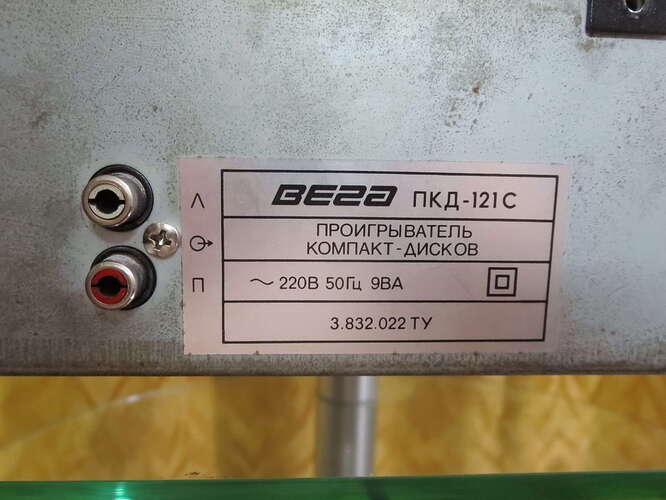 Л
ВЕГА ПКД-121С
ПРОИГРЫВАТЕЛЬ
КОМПАКТ-ДИСКОВ
П
~ 220В 50Гц 9ВА
3.832.022 ТУ